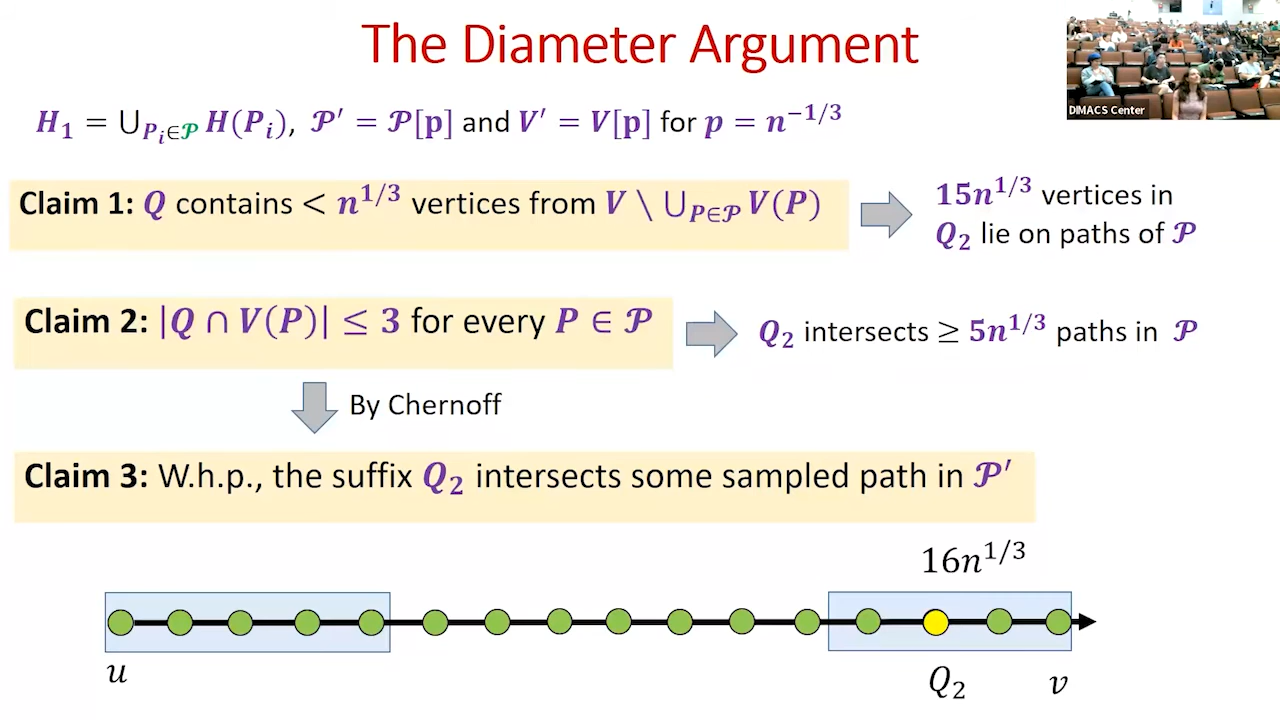 The Diameter Argument
DIMACS Center
H₁ = ⋃_{Pᵢ∈𝒫} H(Pᵢ), 𝒫′ = 𝒫[p] and V′ = V[p] for p = n^{−1/3}
Claim 1: Q contains < n^{1/3} vertices from V \ ⋃_{P∈𝒫} V(P)
15n^{1/3} vertices in
Q₂ lie on paths of 𝒫
Claim 2: |Q ∩ V(P)| ≤ 3 for every P ∈ 𝒫
Q₂ intersects ≥ 5n^{1/3} paths in 𝒫
By Chernoff
Claim 3: W.h.p., the suffix Q₂ intersects some sampled path in 𝒫′
16n^{1/3}
u
Q₂
v